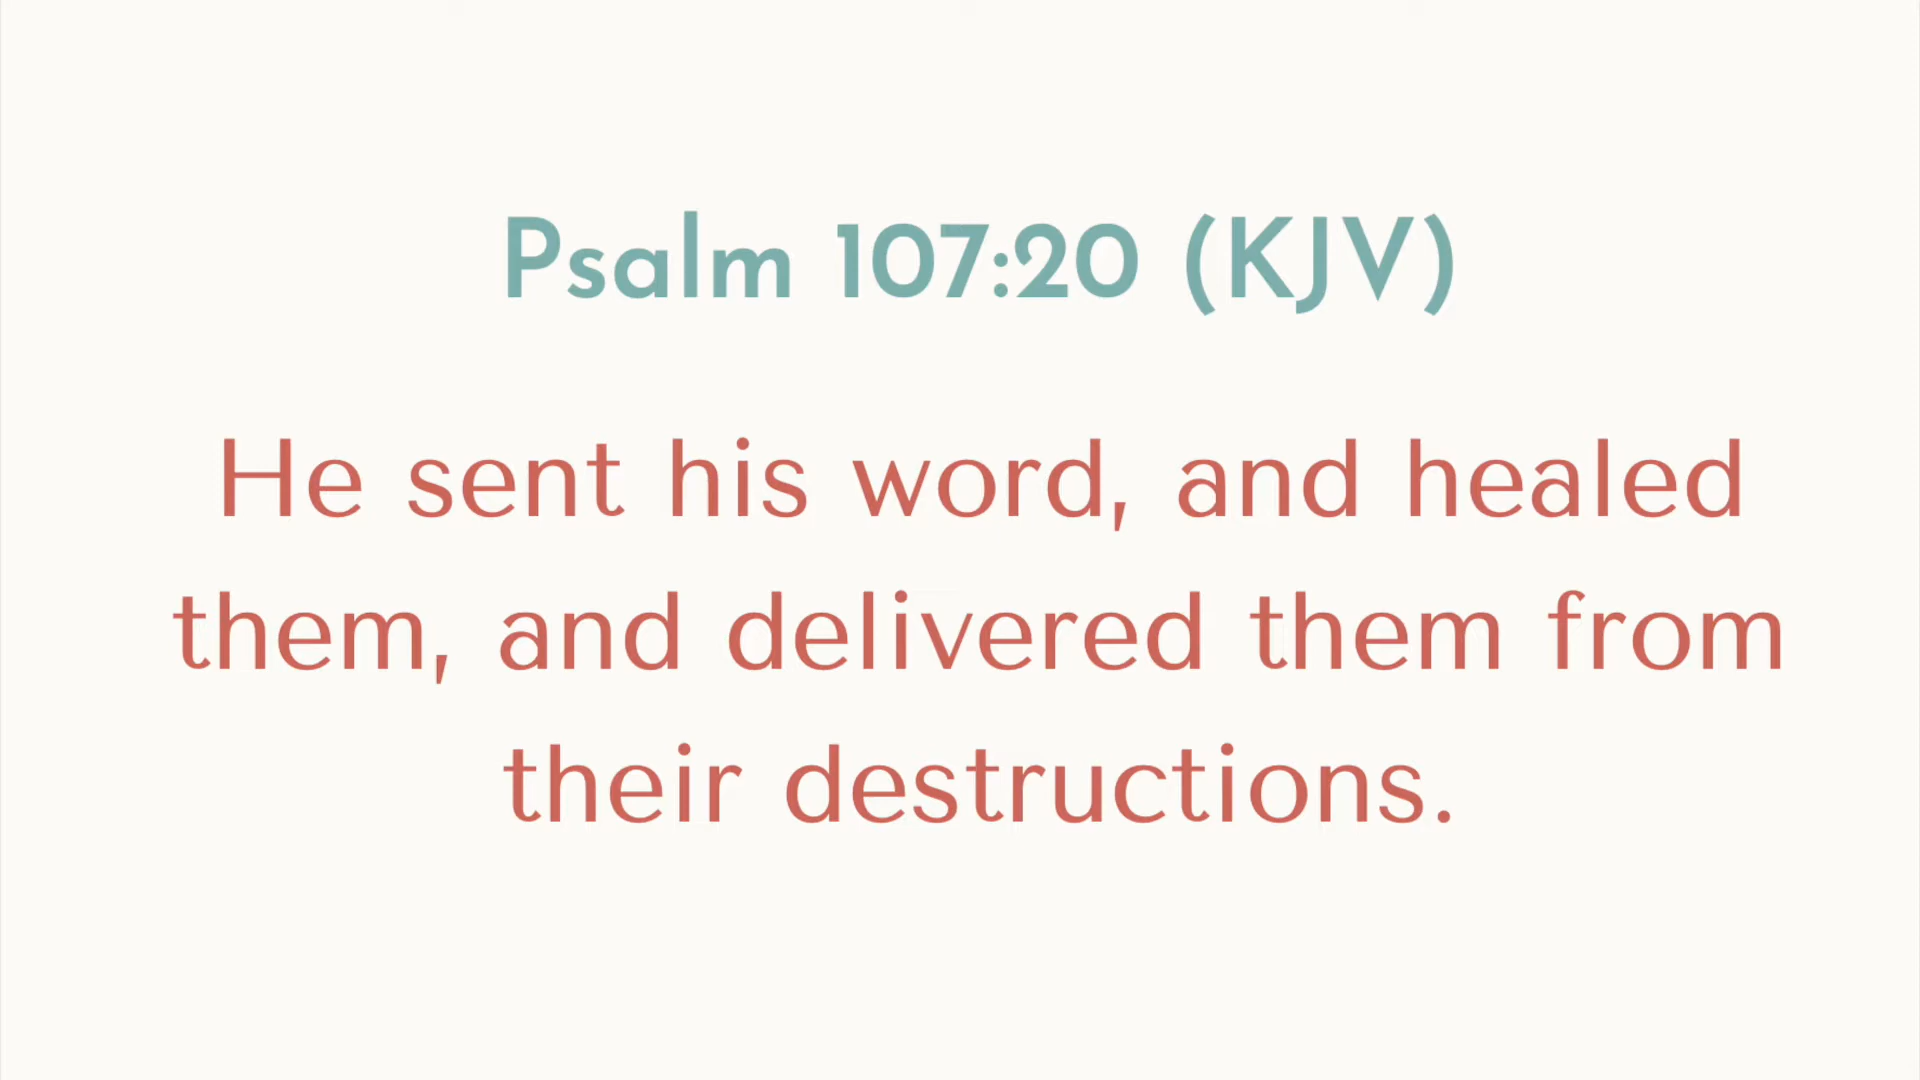 Psalm 107:20 (KJV)
He sent his word, and healed
them, and delivered them from
their destructions.